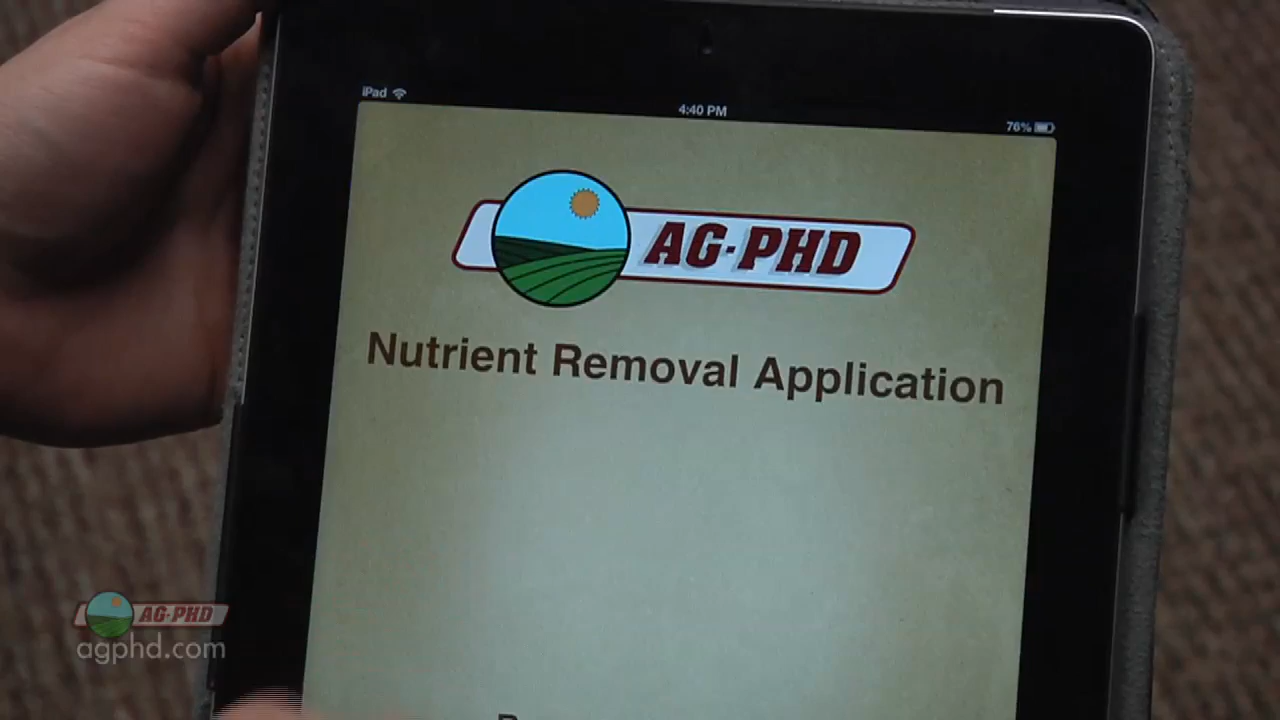 iPad
4:40 PM
76%
AG·PHD
Nutrient Removal Application
AG·PHD
agphd.com